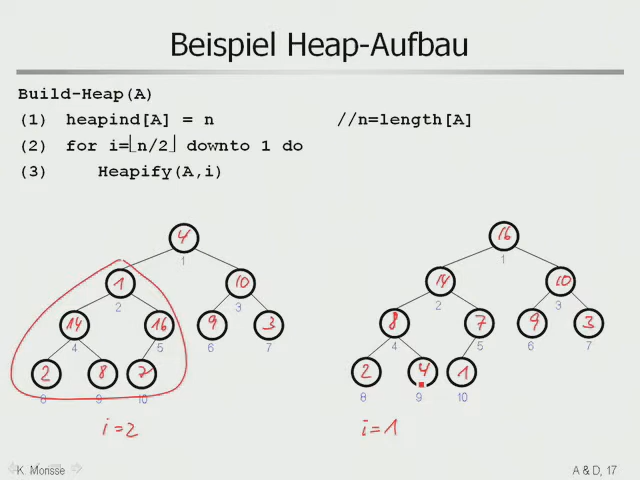 Beispiel Heap-Aufbau
Build-Heap(A)
(1) heapind[A] = n //n=length[A]
(2) for i=⌊n/2⌋ downto 1 do
(3) Heapify(A,i)
4
1
1 10
2 3
14 16 9 3
4 5 6 7
2 8 7
8 9 10
i=2
16
1
14 10
2 3
8 7 9 3
4 5 6 7
2 4 1
8 9 10
i=1
K. Morisse
A & D, 17